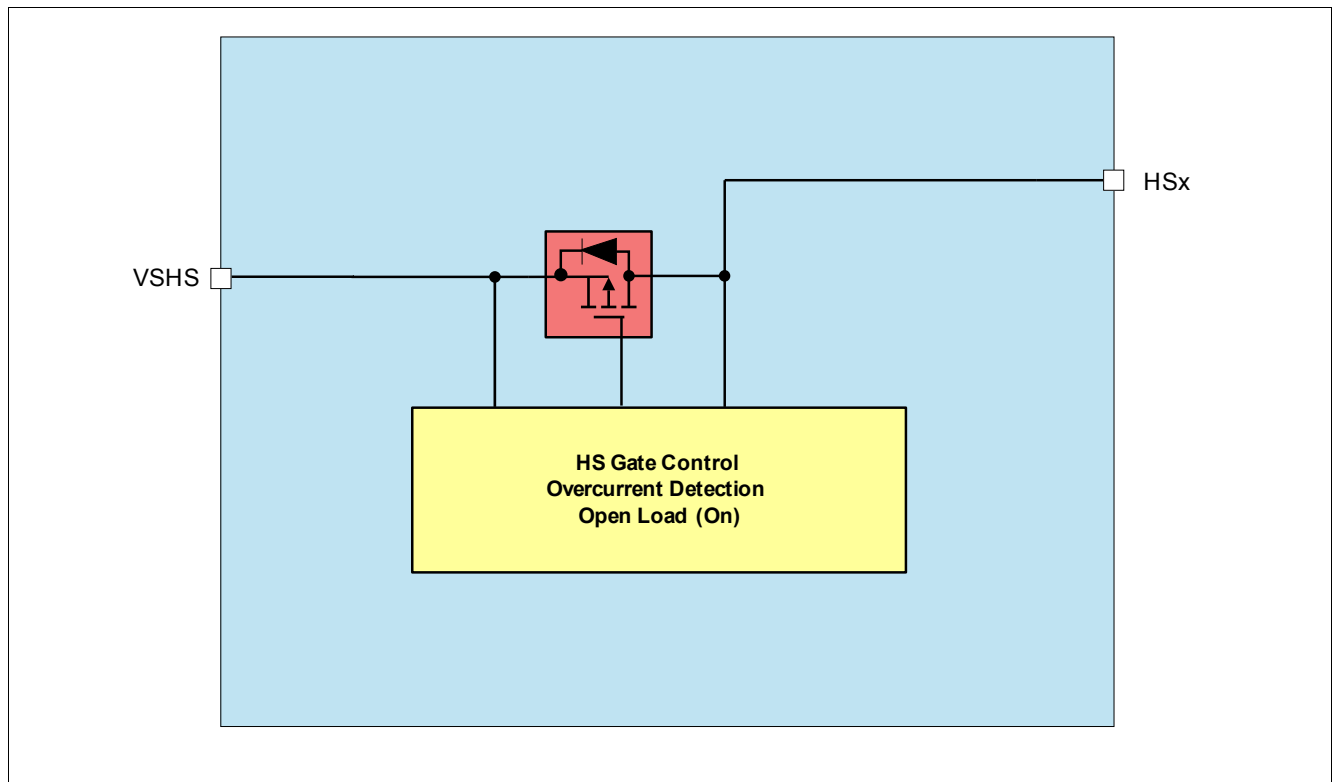 HSx
VSHS
HS Gate Control
Overcurrent Detection
Open Load (On)